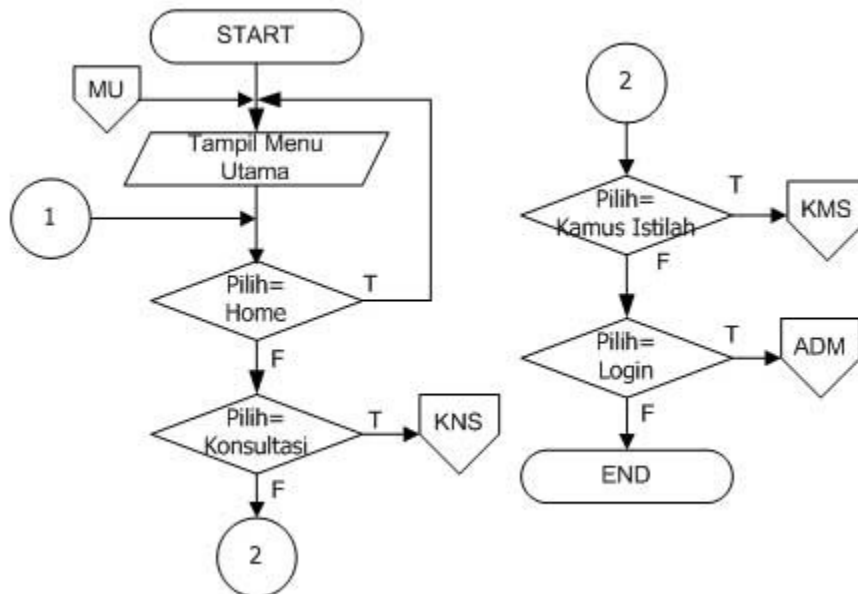 START
MU
Tampil Menu
Utama
1
Pilih=
Home
T
F
Pilih=
Konsultasi
T
KNS
F
2
2
Pilih=
Kamus Istilah
T
KMS
F
Pilih=
Login
T
ADM
F
END